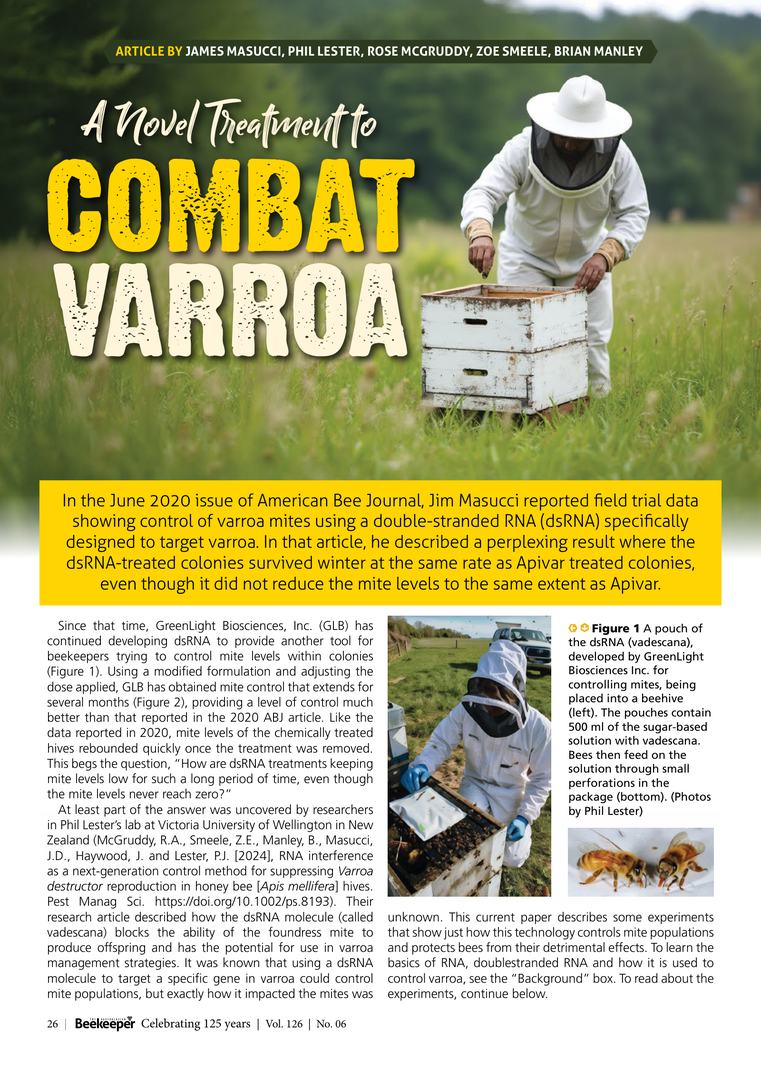 ARTICLE BY JAMES MASUCCI, PHIL LESTER, ROSE MCGRUDDY, ZOE SMEELE, BRIAN MANLEY
A Novel Treatment to
COMBAT
VARROA
In the June 2020 issue of American Bee Journal, Jim Masucci reported field trial data
showing control of varroa mites using a double-stranded RNA (dsRNA) specifically
designed to target varroa. In that article, he described a perplexing result where the
dsRNA-treated colonies survived winter at the same rate as Apivar treated colonies,
even though it did not reduce the mite levels to the same extent as Apivar.
Since that time, GreenLight Biosciences, Inc. (GLB) has
continued developing dsRNA to provide another tool for
beekeepers trying to control mite levels within colonies
(Figure 1). Using a modified formulation and adjusting the
dose applied, GLB has obtained mite control that extends for
several months (Figure 2), providing a level of control much
better than that reported in the 2020 ABJ article. Like the
data reported in 2020, mite levels of the chemically treated
hives rebounded quickly once the treatment was removed.
This begs the question, “How are dsRNA treatments keeping
mite levels low for such a long period of time, even though
the mite levels never reach zero?”
At least part of the answer was uncovered by researchers
in Phil Lester’s lab at Victoria University of Wellington in New
Zealand (McGruddy, R.A., Smeele, Z.E., Manley, B., Masucci,
J.D., Haywood, J. and Lester, P.J. [2024], RNA interference
as a next-generation control method for suppressing Varroa
destructor reproduction in honey bee [Apis mellifera] hives.
Pest Manag Sci. https://doi.org/10.1002/ps.8193). Their
research article described how the dsRNA molecule (called
vadescana) blocks the ability of the foundress mite to
produce offspring and has the potential for use in varroa
management strategies. It was known that using a dsRNA
molecule to target a specific gene in varroa could control
mite populations, but exactly how it impacted the mites was
Figure 1 A pouch of
the dsRNA (vadescana),
developed by GreenLight
Biosciences Inc. for
controlling mites, being
placed into a beehive
(left). The pouches contain
500 ml of the sugar-based
solution with vadescana.
Bees then feed on the
solution through small
perforations in the
package (bottom). (Photos
by Phil Lester)
unknown. This current paper describes some experiments
that show just how this technology controls mite populations
and protects bees from their detrimental effects. To learn the
basics of RNA, doublestranded RNA and how it is used to
control varroa, see the “Background” box. To read about the
experiments, continue below.
26 | Beekeeper Celebrating 125 years | Vol. 126 | No. 06